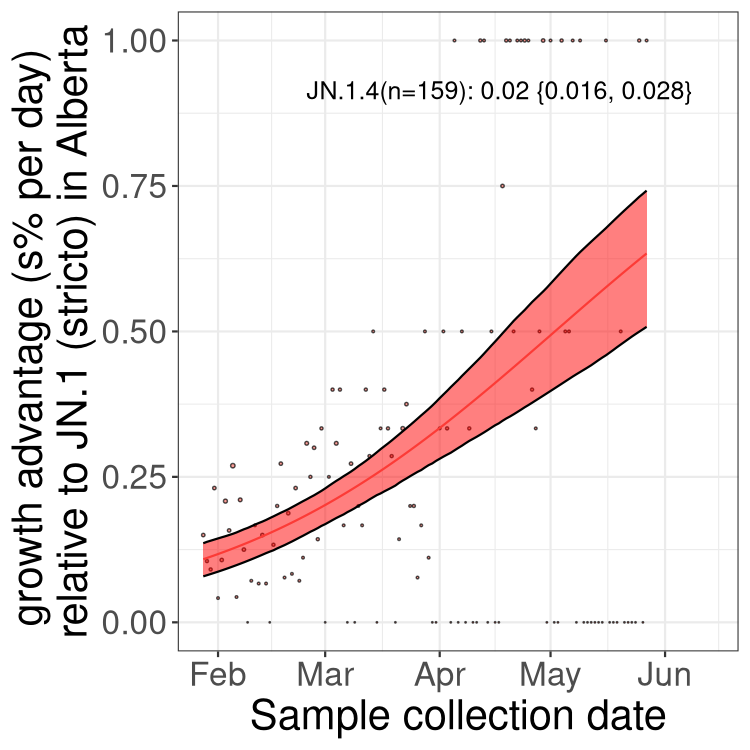 growth advantage (s% per day)
relative to JN.1 (stricto) in Alberta
1.00
0.75
0.50
0.25
0.00
JN.1.4(n=159): 0.02 {0.016, 0.028}
Feb Mar Apr May Jun
Sample collection date